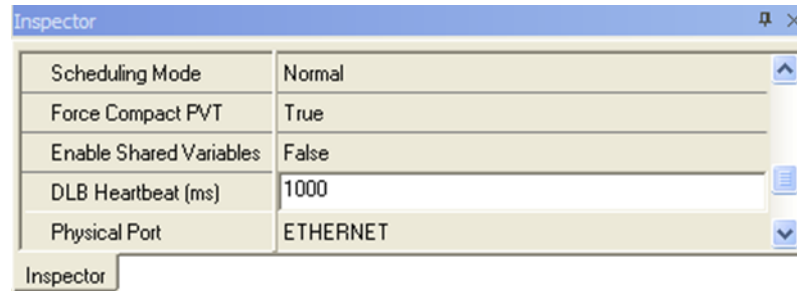 Inspector
Scheduling Mode Normal
Force Compact PVT True
Enable Shared Variables False
DLB Heartbeat (ms) 1000
Physical Port ETHERNET
Inspector